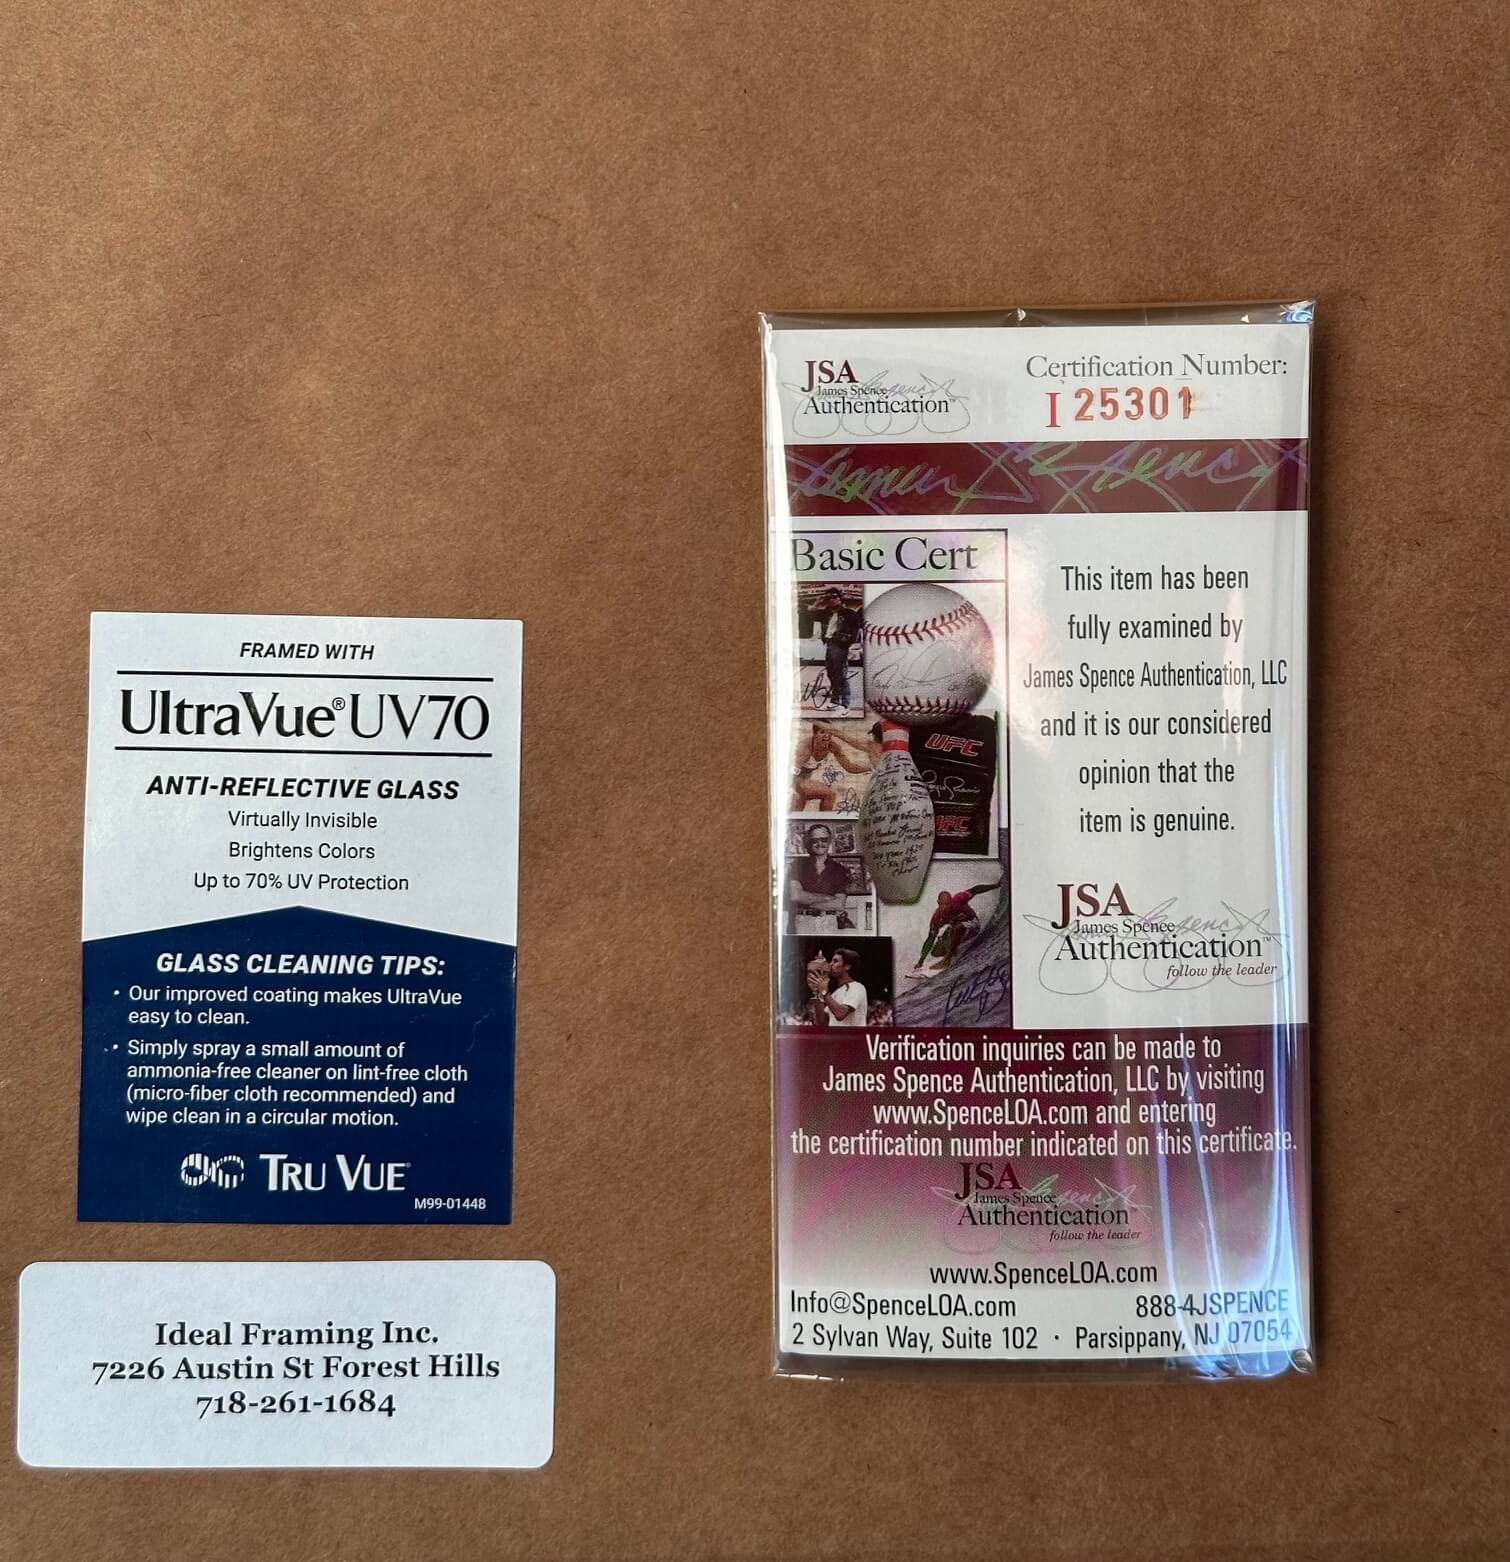 FRAMED WITH
UltraVue® UV70
ANTI-REFLECTIVE GLASS
Virtually Invisible
Brightens Colors
Up to 70% UV Protection
GLASS CLEANING TIPS:
• Our improved coating makes UltraVue
easy to clean.
• Simply spray a small amount of
ammonia-free cleaner on lint-free cloth
(micro-fiber cloth recommended) and
wipe clean in a circular motion.
TRU VUE
M99-01448
Ideal Framing Inc.
7226 Austin St Forest Hills
718-261-1684
JSA
James Spence
Authentication™
Certification Number:
I 25301
James Spence
Basic Cert
UFC
UFC
This item has been
fully examined by
James Spence Authentication, LLC
and it is our considered
opinion that the
item is genuine.
JSA
James Spence
Authentication™
follow the leader
Verification inquiries can be made to
James Spence Authentication, LLC by visiting
www.SpenceLOA.com and entering
the certification number indicated on this certificate.
JSA
James Spence
Authentication
follow the leader
www.SpenceLOA.com
Info@SpenceLOA.com 888-4JSPENCE
2 Sylvan Way, Suite 102 · Parsippany, NJ 07054